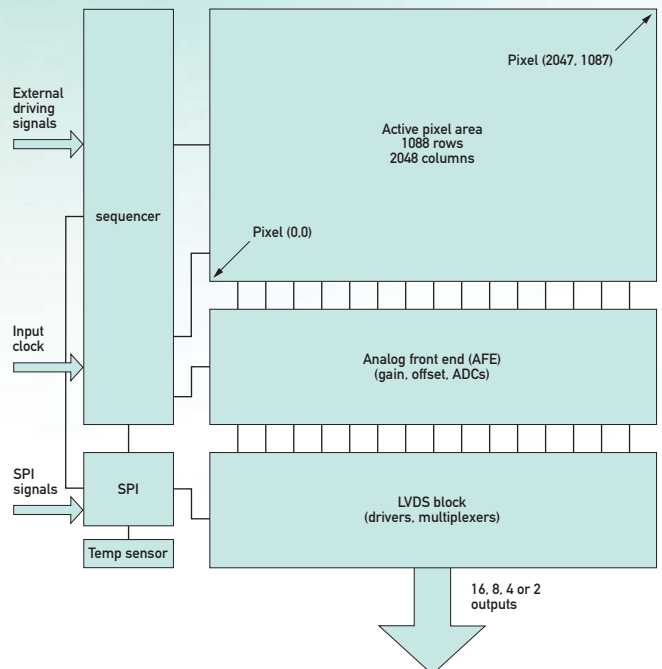 Pixel (2047, 1087)
External
driving
signals
Active pixel area
1088 rows
2048 columns
sequencer
Pixel (0,0)
Input
clock
Analog front end (AFE)
(gain, offset, ADCs)
SPI
signals
SPI
LVDS block
(drivers, multiplexers)
Temp sensor
16, 8, 4 or 2
outputs